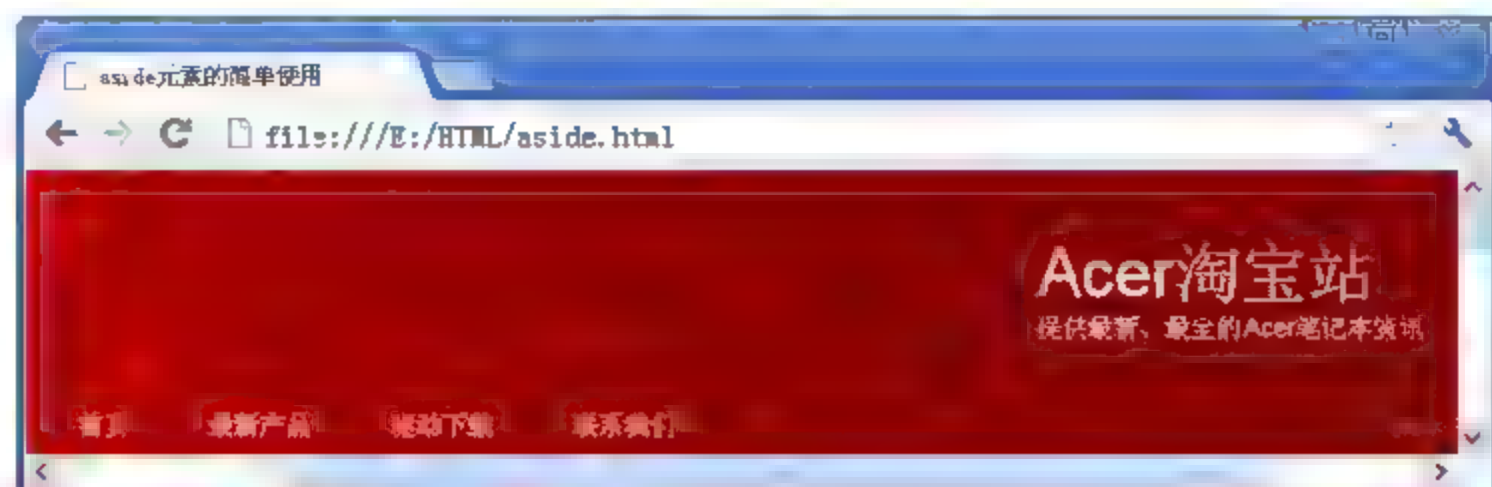 aside元素的简单使用
file:///E:/HTML/aside.html
Acer淘宝站
提供最新、最全的Acer笔记本资讯
首页 最新产品 驱动下载 联系我们